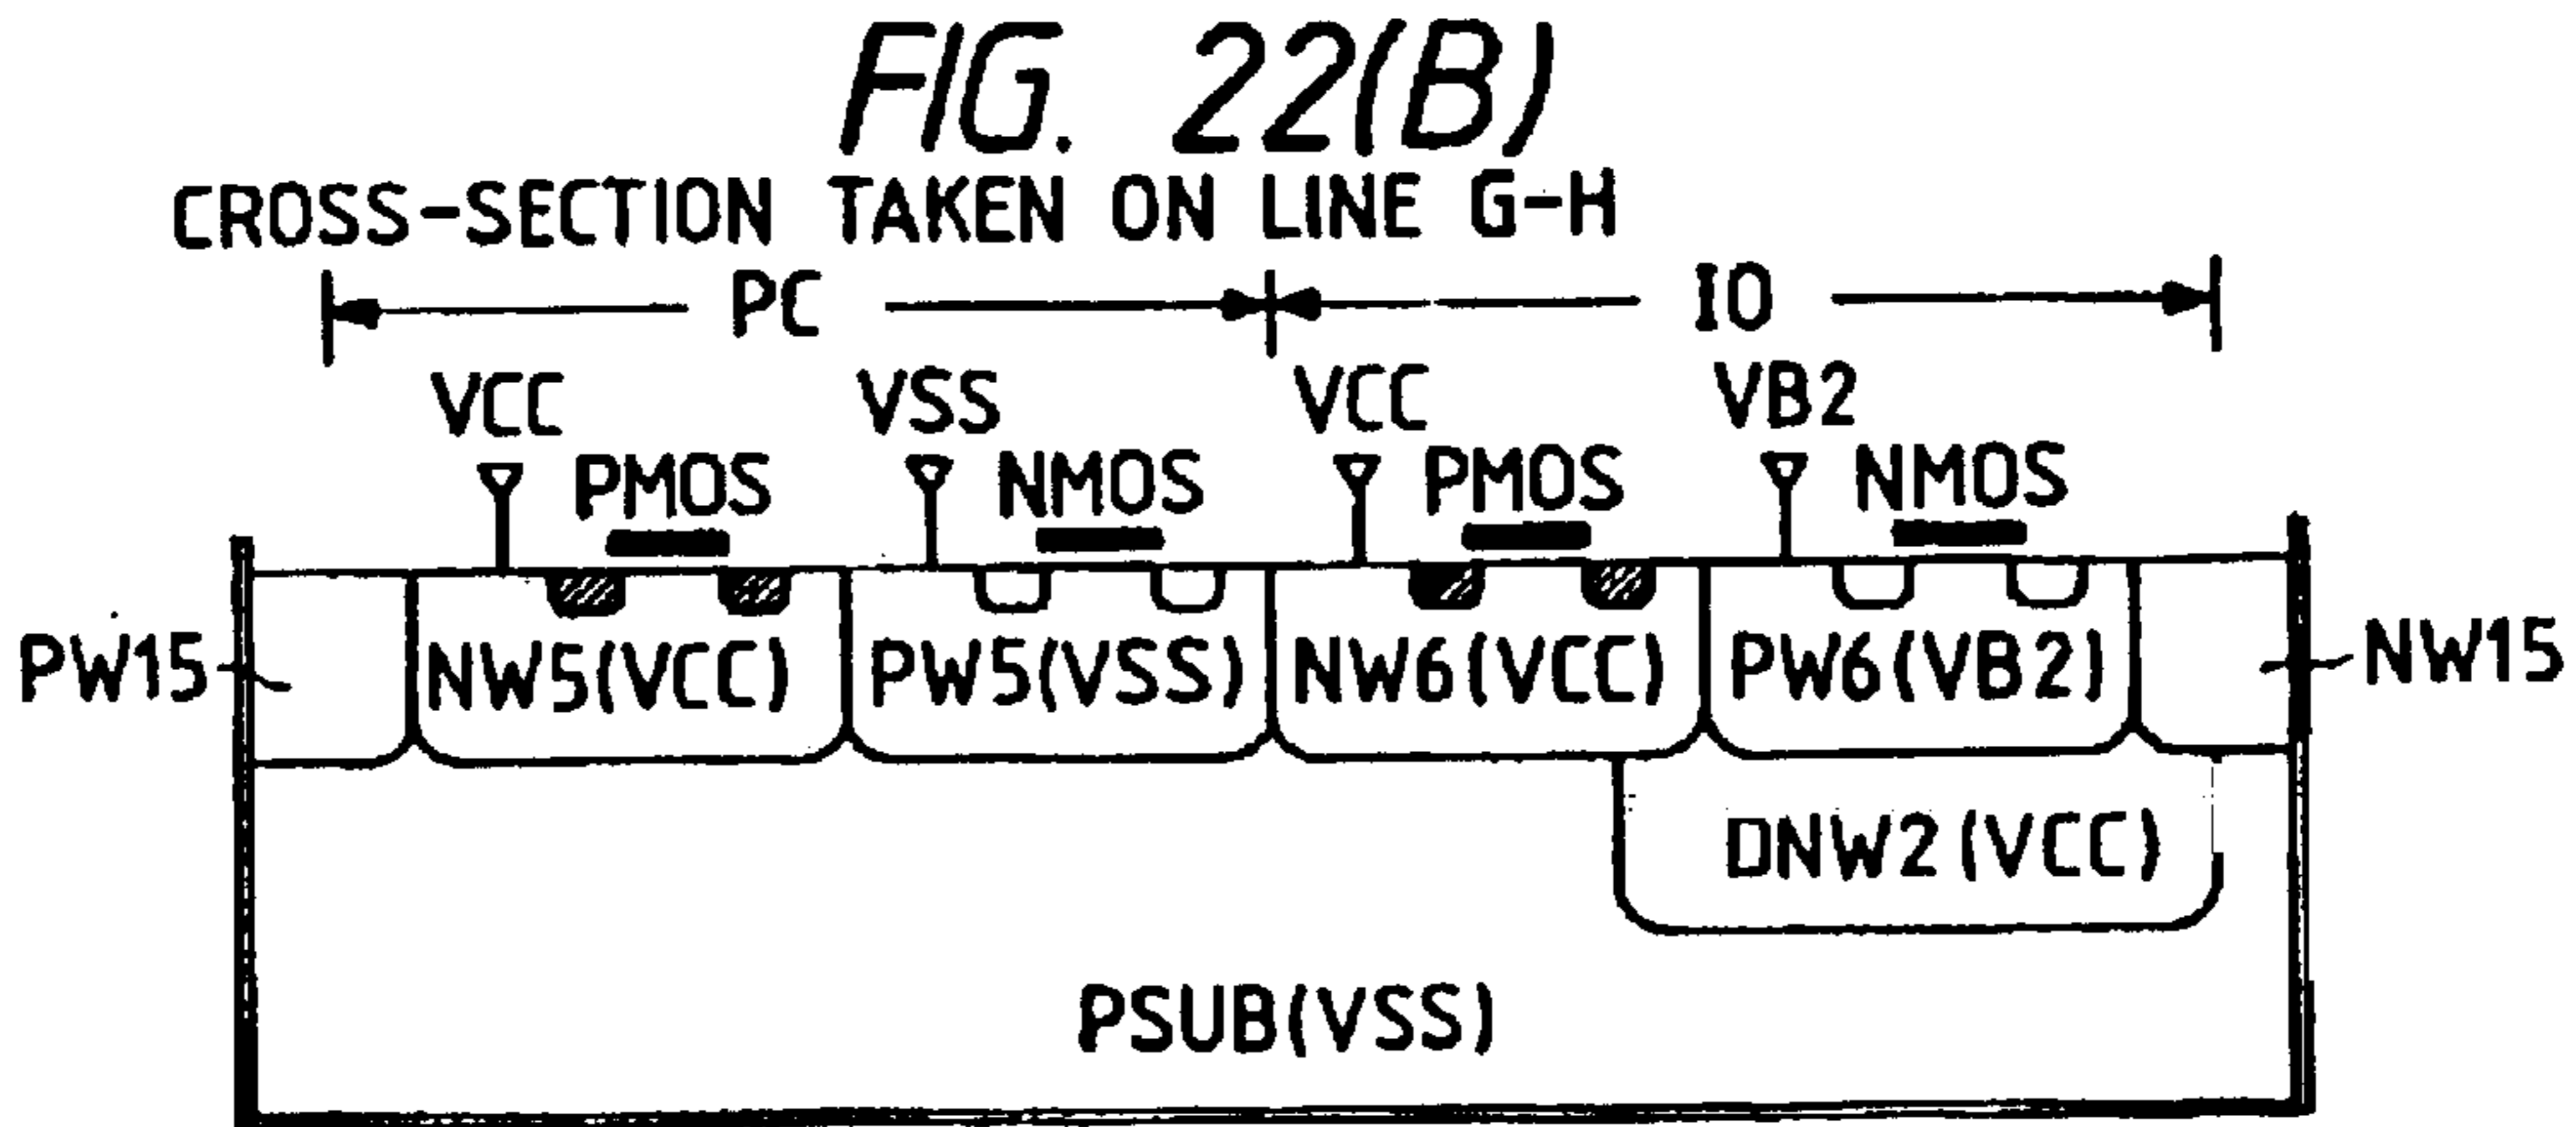 FIG. 22(B)
CROSS-SECTION TAKEN ON LINE G-H
PC IO
VCC VSS VCC VB2
PMOS NMOS PMOS NMOS
PW15 NW5(VCC) PW5(VSS) NW6(VCC) PW6(VB2) NW15
DNW2(VCC)
PSUB(VSS)